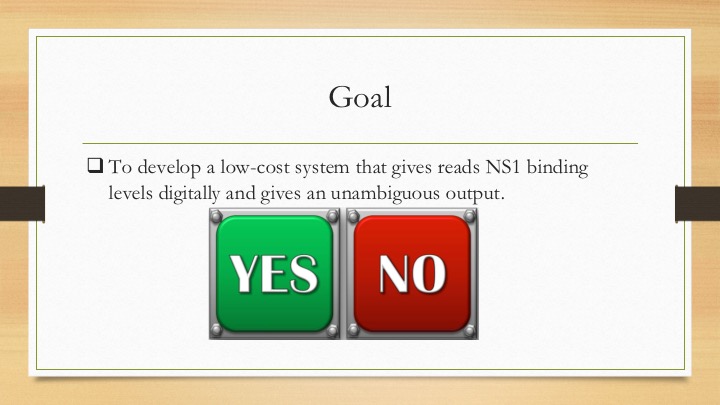 Goal
To develop a low-cost system that gives reads NS1 binding
levels digitally and gives an unambiguous output.
YES NO